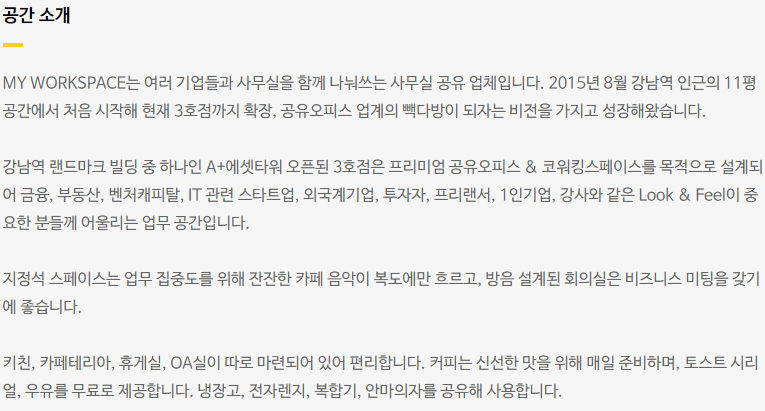 공간 소개
MY WORKSPACE는 여러 기업들과 사무실을 함께 나눠쓰는 사무실 공유 업체입니다. 2015년 8월 강남역 인근의 11평
공간에서 처음 시작해 현재 3호점까지 확장, 공유오피스 업계의 빽다방이 되자는 비전을 가지고 성장해왔습니다.
강남역 랜드마크 빌딩 중 하나인 A+에셋타워 오픈된 3호점은 프리미엄 공유오피스 & 코워킹스페이스를 목적으로 설계되
어 금융, 부동산, 벤처캐피탈, IT 관련 스타트업, 외국계기업, 투자자, 프리랜서, 1인기업, 강사와 같은 Look & Feel이 중
요한 분들께 어울리는 업무 공간입니다.
지정석 스페이스는 업무 집중도를 위해 잔잔한 카페 음악이 복도에만 흐르고, 방음 설계된 회의실은 비즈니스 미팅을 갖기
에 좋습니다.
키친, 카페테리아, 휴게실, OA실이 따로 마련되어 있어 편리합니다. 커피는 신선한 맛을 위해 매일 준비하며, 토스트 시리
얼, 우유를 무료로 제공합니다. 냉장고, 전자렌지, 복합기, 안마의자를 공유해 사용합니다.